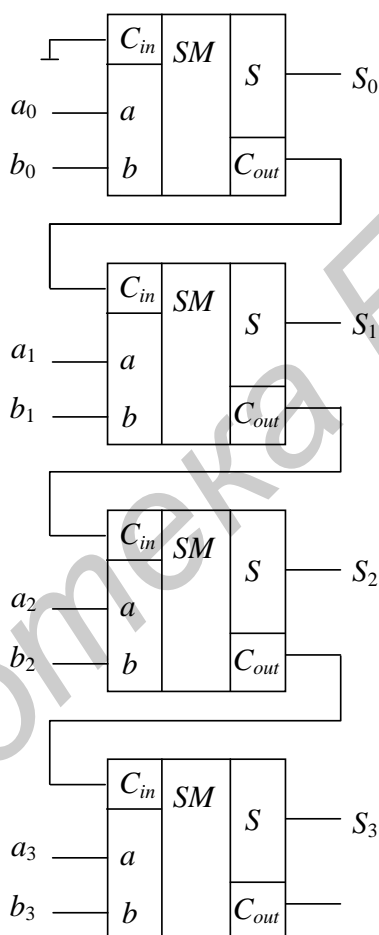 C_in SM S S_0
a_0 a
b_0 b C_out
C_in SM S S_1
a_1 a
b_1 b C_out
C_in SM S S_2
a_2 a
b_2 b C_out
C_in SM S S_3
a_3 a
b_3 b C_out